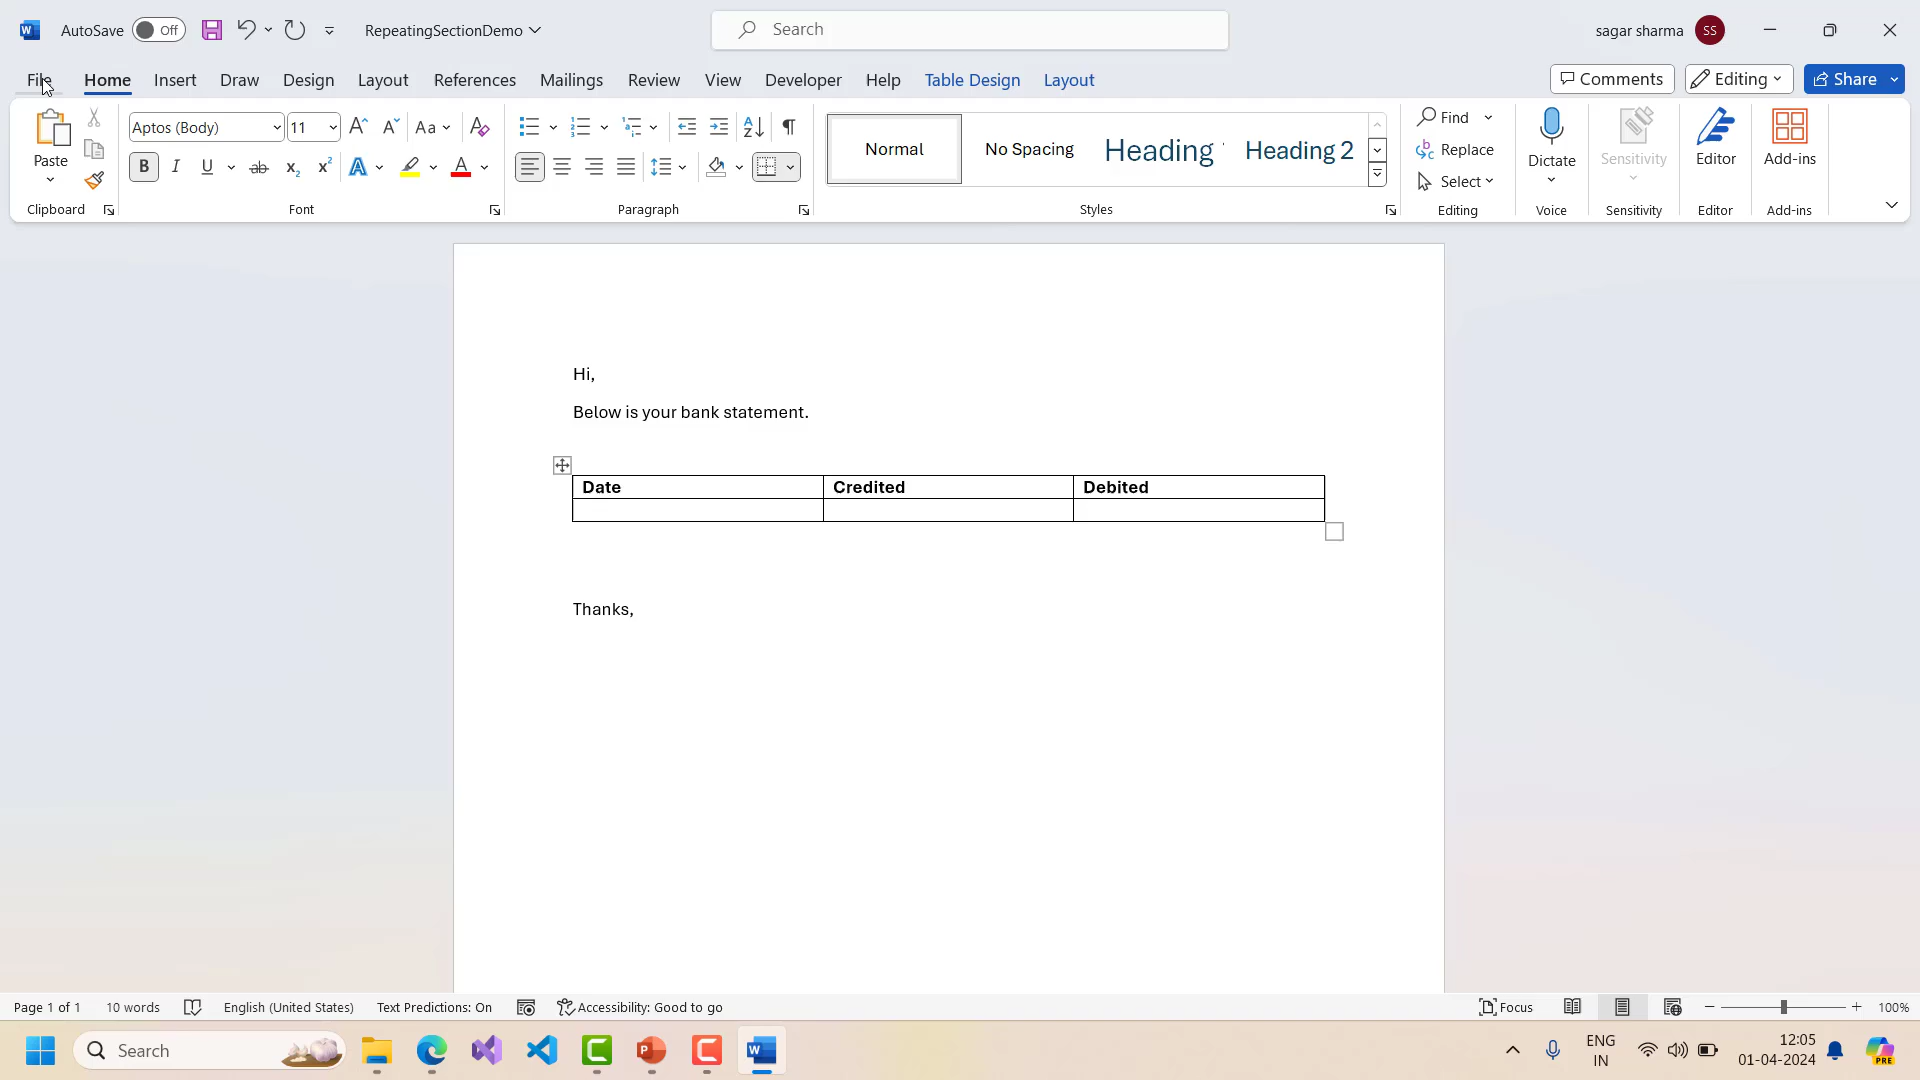 AutoSave Off RepeatingSectionDemo Search sagar sharma SS
File Home Insert Draw Design Layout References Mailings Review View Developer Help Table Design Layout Comments Editing Share
Paste Aptos (Body) 11 Normal No Spacing Heading Heading 2 Find Replace Select Dictate Sensitivity Editor Add-ins
Clipboard Font Paragraph Styles Editing Voice Sensitivity Editor Add-ins
Hi,
Below is your bank statement.
Date Credited Debited
Thanks,
Page 1 of 1 10 words English (United States) Text Predictions: On Accessibility: Good to go Focus 100%
Search ENG 12:05
IN 01-04-2024 PRE